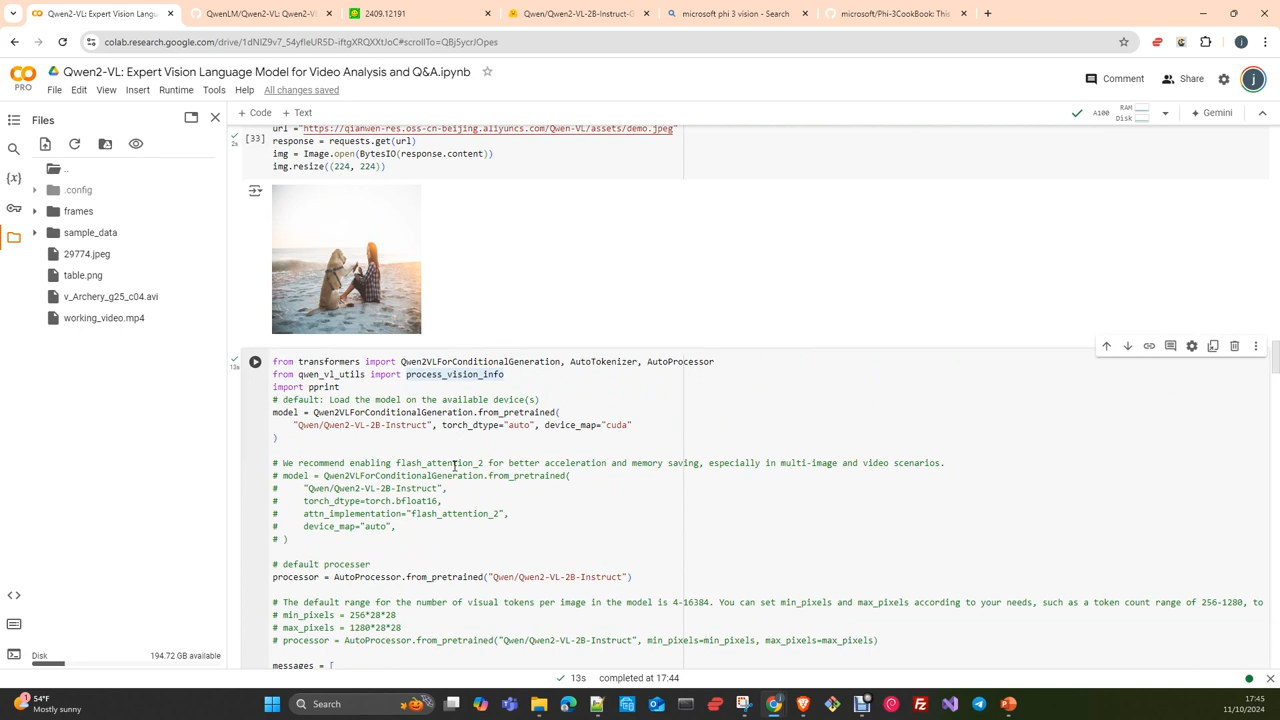 Qwen2-VL: Expert Vision Langu
QwenLM/Qwen2-VL: Qwen2-V
2409.12191
Qwen/Qwen2-VL-2B-Instruct-G
microsoft phi 3 vision - Search
microsoft/Phi-3CookBook: This
colab.research.google.com/drive/1dNIZ9v7_54yfIeUR5D-iftgXRQXXtJoC#scrollTo=QBj5ycrJOpes
Qwen2-VL: Expert Vision Language Model for Video Analysis and Q&A.ipynb
Comment
Share
j
PRO
File Edit View Insert Runtime Tools Help All changes saved
Files
+ Code + Text
A100
RAM
Disk
Gemini
..
.config
frames
sample_data
29774.jpeg
table.png
v_Archery_g25_c04.avi
working_video.mp4
[33]
2s
url ="https://qianwen-res.oss-cn-beijing.aliyuncs.com/Qwen-VL/assets/demo.jpeg"
response = requests.get(url)
img = Image.open(BytesIO(response.content))
img.resize((224, 224))
13s
from transformers import Qwen2VLForConditionalGeneration, AutoTokenizer, AutoProcessor
from qwen_vl_utils import process_vision_info
import pprint
# default: Load the model on the available device(s)
model = Qwen2VLForConditionalGeneration.from_pretrained(
"Qwen/Qwen2-VL-2B-Instruct", torch_dtype="auto", device_map="cuda"
)
# We recommend enabling flash_attention_2 for better acceleration and memory saving, especially in multi-image and video scenarios.
# model = Qwen2VLForConditionalGeneration.from_pretrained(
# "Qwen/Qwen2-VL-2B-Instruct",
# torch_dtype=torch.bfloat16,
# attn_implementation="flash_attention_2",
# device_map="auto",
# )
# default processer
processor = AutoProcessor.from_pretrained("Qwen/Qwen2-VL-2B-Instruct")
# The default range for the number of visual tokens per image in the model is 4-16384. You can set min_pixels and max_pixels according to your needs, such as a token count range of 256-1280, to
# min_pixels = 256*28*28
# max_pixels = 1280*28*28
# processor = AutoProcessor.from_pretrained("Qwen/Qwen2-VL-2B-Instruct", min_pixels=min_pixels, max_pixels=max_pixels)
messages = [
Disk
194.72 GB available
13s completed at 17:44
54°F
Mostly sunny
Search
17:45
11/10/2024